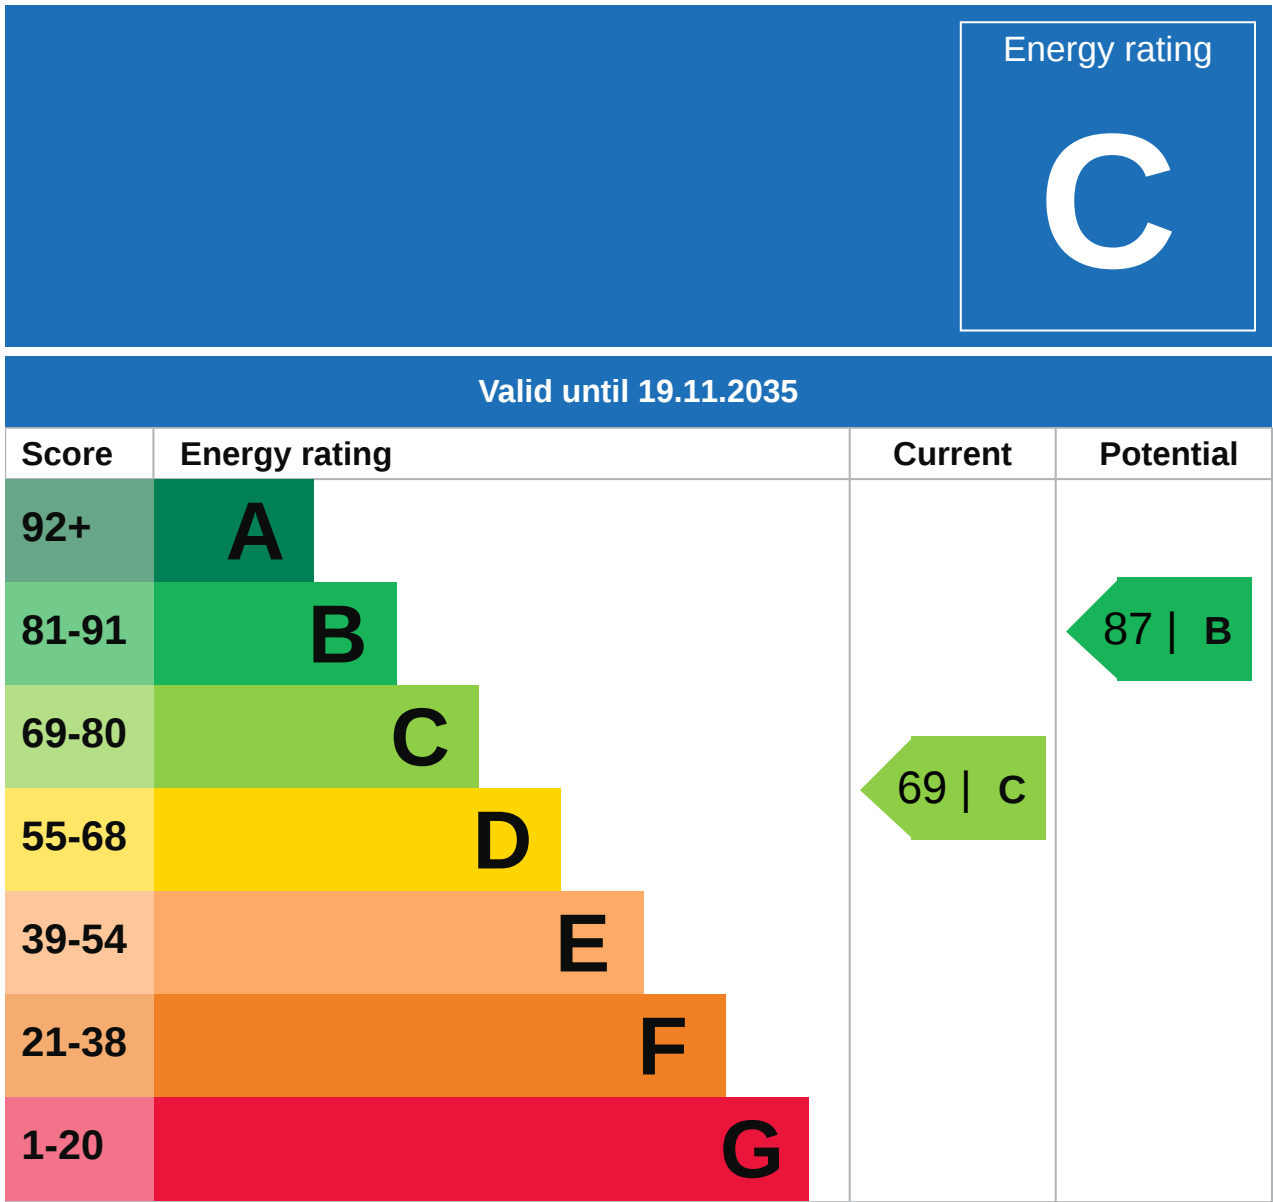 Energy rating
C
Valid until 19.11.2035
Score Energy rating Current Potential
92+ A
81-91 B 87 | B
69-80 C
69 | C
55-68 D
39-54 E
21-38 F
1-20 G